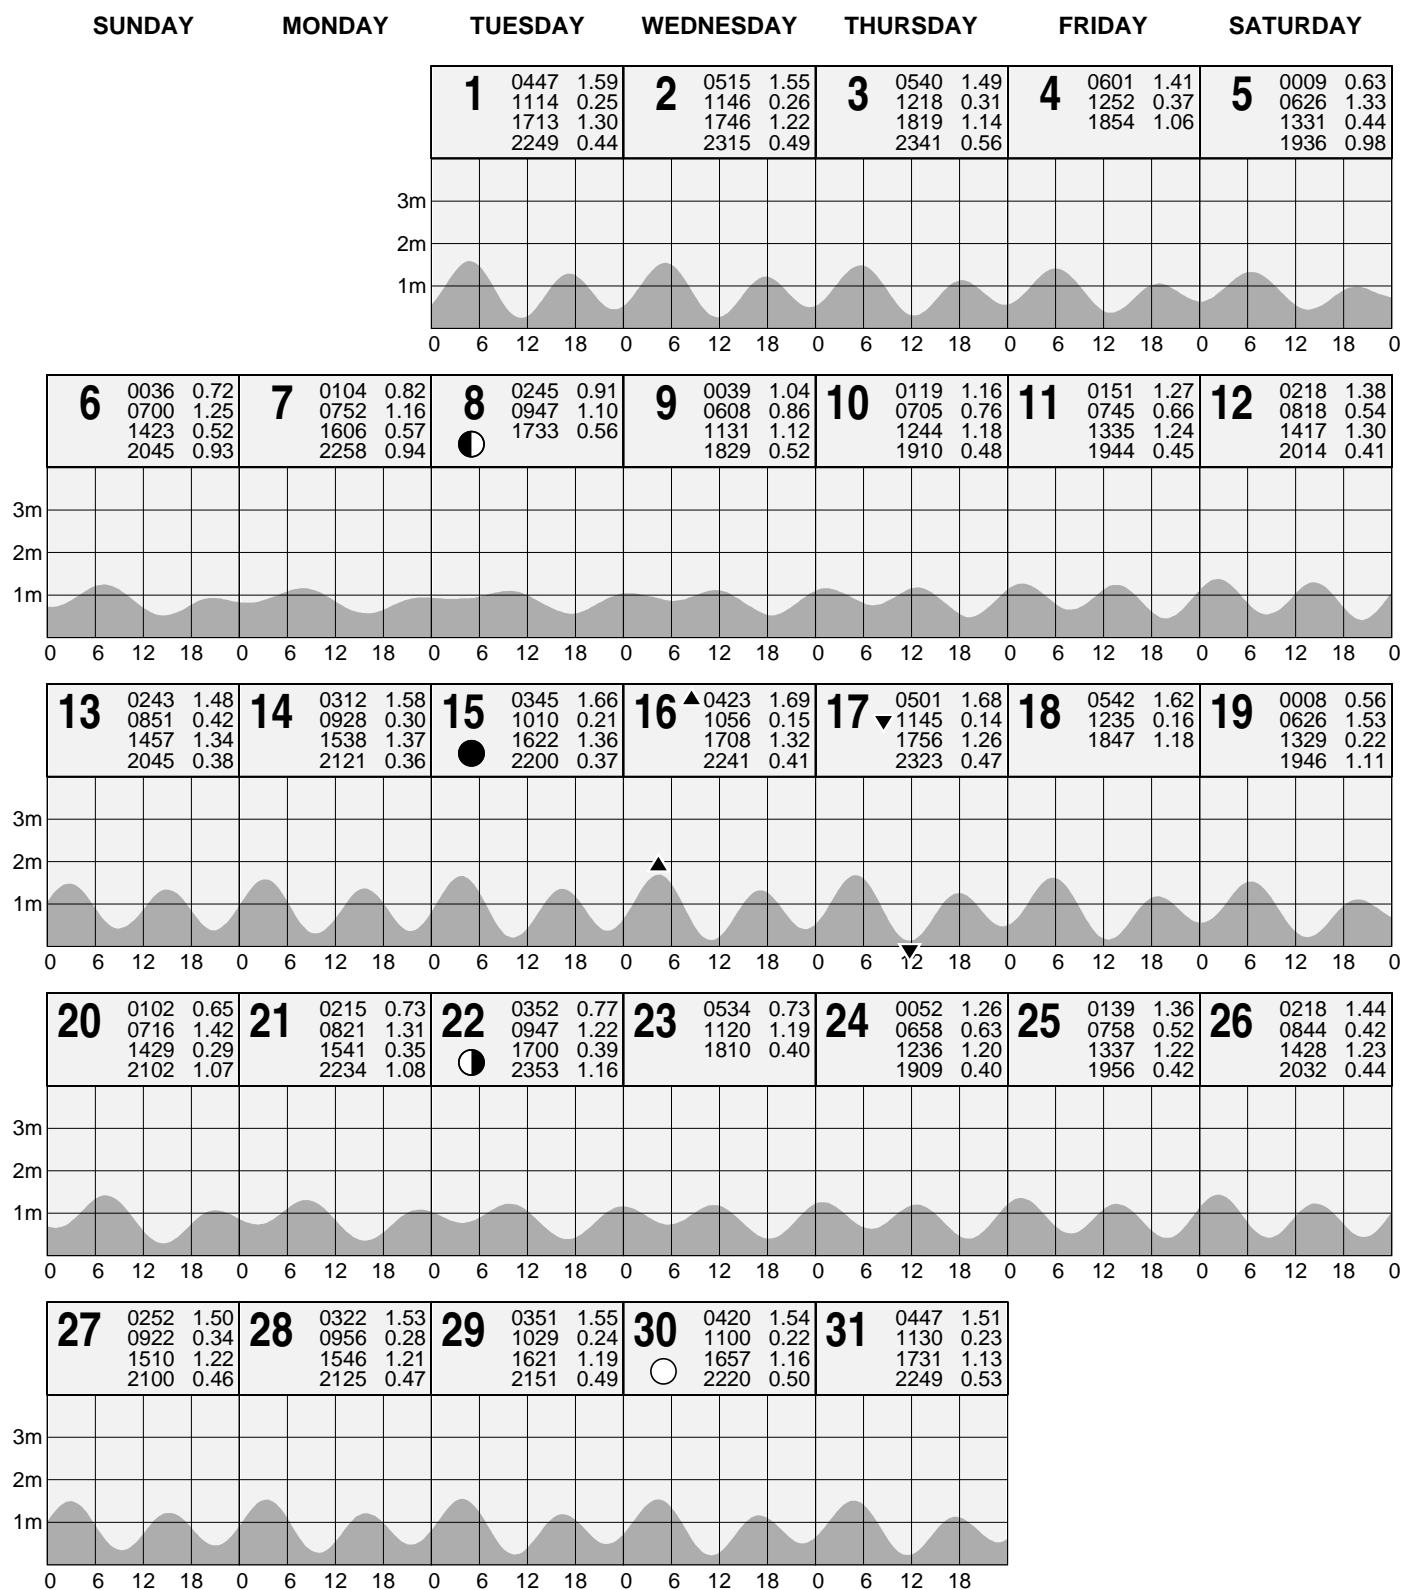 SUNDAY MONDAY TUESDAY WEDNESDAY THURSDAY FRIDAY SATURDAY
1 0447 1.59
1114 0.25
1713 1.30
2249 0.44
2 0515 1.55
1146 0.26
1746 1.22
2315 0.49
3 0540 1.49
1218 0.31
1819 1.14
2341 0.56
4 0601 1.41
1252 0.37
1854 1.06
5 0009 0.63
0626 1.33
1331 0.44
1936 0.98
3m
2m
1m
0 6 12 18 0 6 12 18 0 6 12 18 0 6 12 18 0 6 12 18 0
6 0036 0.72
0700 1.25
1423 0.52
2045 0.93
7 0104 0.82
0752 1.16
1606 0.57
2258 0.94
8 0245 0.91
0947 1.10
1733 0.56
9 0039 1.04
0608 0.86
1131 1.12
1829 0.52
10 0119 1.16
0705 0.76
1244 1.18
1910 0.48
11 0151 1.27
0745 0.66
1335 1.24
1944 0.45
12 0218 1.38
0818 0.54
1417 1.30
2014 0.41
3m
2m
1m
0 6 12 18 0 6 12 18 0 6 12 18 0 6 12 18 0 6 12 18 0 6 12 18 0 6 12 18 0
13 0243 1.48
0851 0.42
1457 1.34
2045 0.38
14 0312 1.58
0928 0.30
1538 1.37
2121 0.36
15 0345 1.66
1010 0.21
1622 1.36
2200 0.37
16 0423 1.69
1056 0.15
1708 1.32
2241 0.41
17 0501 1.68
1145 0.14
1756 1.26
2323 0.47
18 0542 1.62
1235 0.16
1847 1.18
19 0008 0.56
0626 1.53
1329 0.22
1946 1.11
3m
2m
1m
0 6 12 18 0 6 12 18 0 6 12 18 0 6 12 18 0 6 12 18 0 6 12 18 0 6 12 18 0
20 0102 0.65
0716 1.42
1429 0.29
2102 1.07
21 0215 0.73
0821 1.31
1541 0.35
2234 1.08
22 0352 0.77
0947 1.22
1700 0.39
2353 1.16
23 0534 0.73
1120 1.19
1810 0.40
24 0052 1.26
0658 0.63
1236 1.20
1909 0.40
25 0139 1.36
0758 0.52
1337 1.22
1956 0.42
26 0218 1.44
0844 0.42
1428 1.23
2032 0.44
3m
2m
1m
0 6 12 18 0 6 12 18 0 6 12 18 0 6 12 18 0 6 12 18 0 6 12 18 0 6 12 18 0
27 0252 1.50
0922 0.34
1510 1.22
2100 0.46
28 0322 1.53
0956 0.28
1546 1.21
2125 0.47
29 0351 1.55
1029 0.24
1621 1.19
2151 0.49
30 0420 1.54
1100 0.22
1657 1.16
2220 0.50
31 0447 1.51
1130 0.23
1731 1.13
2249 0.53
3m
2m
1m
0 6 12 18 0 6 12 18 0 6 12 18 0 6 12 18 0 6 12 18